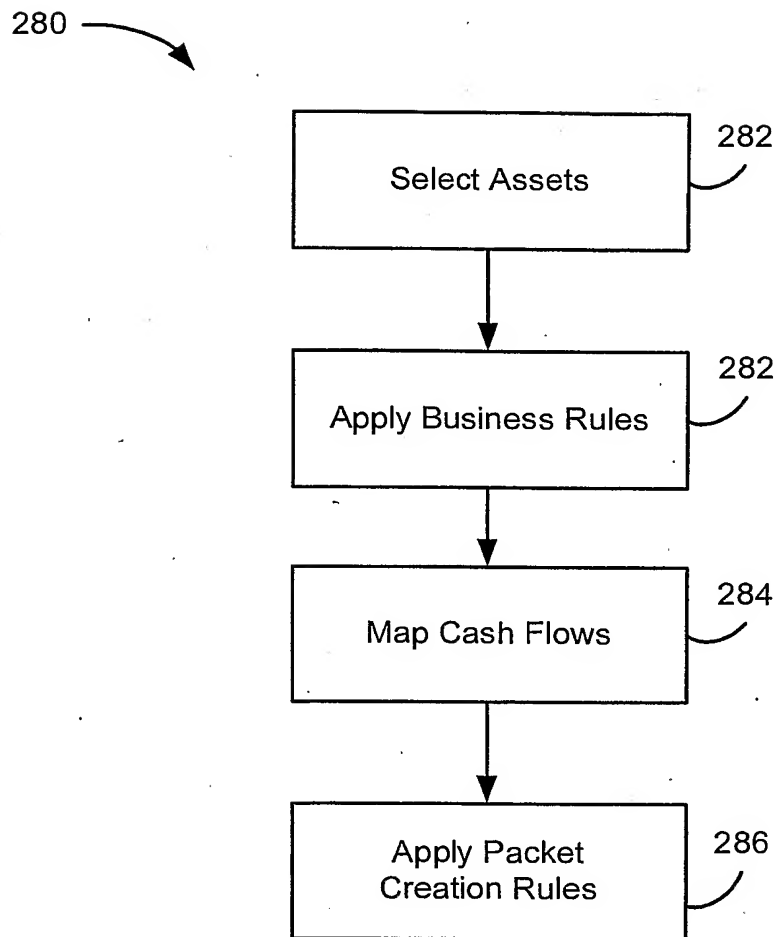 280
282
Select Assets
282
Apply Business Rules
284
Map Cash Flows
286
Apply Packet
Creation Rules